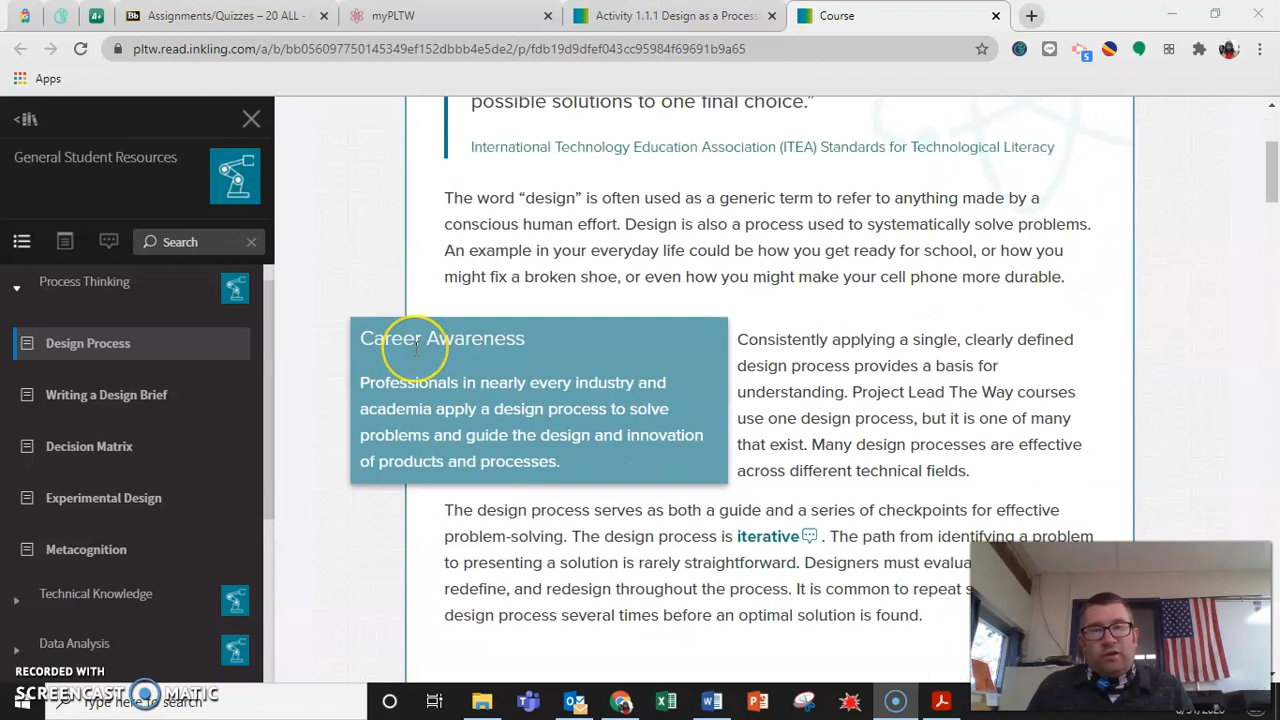 Assignments/Quizzes – 20 ALL -
myPLTW
Activity 1.1.1 Design as a Process
Course
pltw.read.inkling.com/a/b/bb056097750145349ef152dbbb4e5de2/p/fdb19d9dfef043cc95984f69691b9a65
5
Apps
General Student Resources
Search
Process Thinking
Design Process
Writing a Design Brief
Decision Matrix
Experimental Design
Metacognition
Technical Knowledge
Data Analysis
possible solutions to one final choice.”
International Technology Education Association (ITEA) Standards for Technological Literacy
The word “design” is often used as a generic term to refer to anything made by a
conscious human effort. Design is also a process used to systematically solve problems.
An example in your everyday life could be how you get ready for school, or how you
might fix a broken shoe, or even how you might make your cell phone more durable.
Career Awareness
Professionals in nearly every industry and
academia apply a design process to solve
problems and guide the design and innovation
of products and processes.
Consistently applying a single, clearly defined
design process provides a basis for
understanding. Project Lead The Way courses
use one design process, but it is one of many
that exist. Many design processes are effective
across different technical fields.
The design process serves as both a guide and a series of checkpoints for effective
problem-solving. The design process is iterative . The path from identifying a problem
to presenting a solution is rarely straightforward. Designers must
redefine, and redesign throughout the process. It is common to repeat
design process several times before an optimal solution is found.
RECORDED WITH
SCREENCAST MATIC
Type here to search